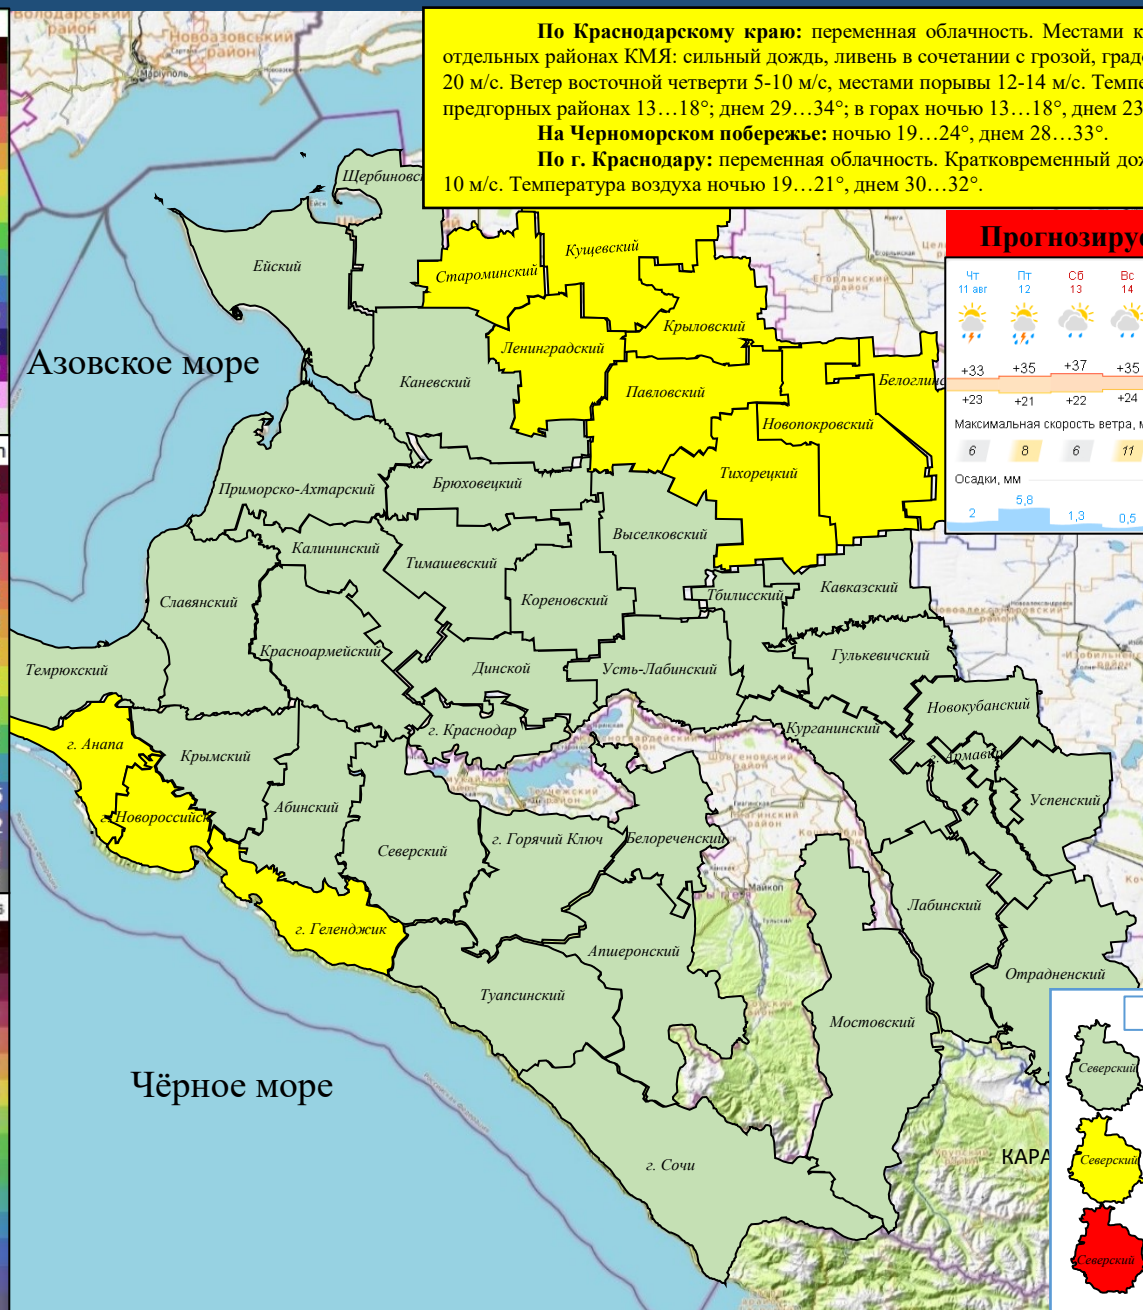 По Краснодарскому краю: переменная облачность. Местами к
отдельных районах КМЯ: сильный дождь, ливень в сочетании с грозой, град
20 м/с. Ветер восточной четверти 5-10 м/с, местами порывы 12-14 м/с. Темпе
предгорных районах 13…18°; днем 29…34°; в горах ночью 13…18°, днем 23
На Черноморском побережье: ночью 19…24°, днем 28…33°.
По г. Краснодару: переменная облачность. Кратковременный дож
10 м/с. Температура воздуха ночью 19…21°, днем 30…32°.
Прогнозирую
Чт Пт Сб Вс
11 авг 12 13 14
+33 +35 +37 +35
+23 +21 +22 +24
Максимальная скорость ветра, м
6 8 6 11
Осадки, мм
2 5,8 1,3 0,5
Мариуполь
Щербиновс
Ейский
Староминский
Кущевский
Крыловский
Ленинградский
Азовское море
Каневский
Павловский
Белоглинс
Новопокровский
Тихорецкий
Приморско-Ахтарский
Брюховецкий
Выселковский
Калининский
Тимашевский
Кореновский
Тбилисский
Кавказский
Славянский
Красноармейский
Динской
Усть-Лабинский
Гулькевичский
Темрюкский
Новокубанский
г. Краснодар
Курганинский
г. Анапа
Крымский
г. Армавир
Успенский
г. Новороссийск
Абинский
Северский
г. Горячий Ключ
Белореченский
Майкоп
Лабинский
г. Геленджик
Апшеронский
Отрадненский
Туапсинский
Мостовский
Чёрное море
г. Сочи
КАРА
Северский
Северский
Северский